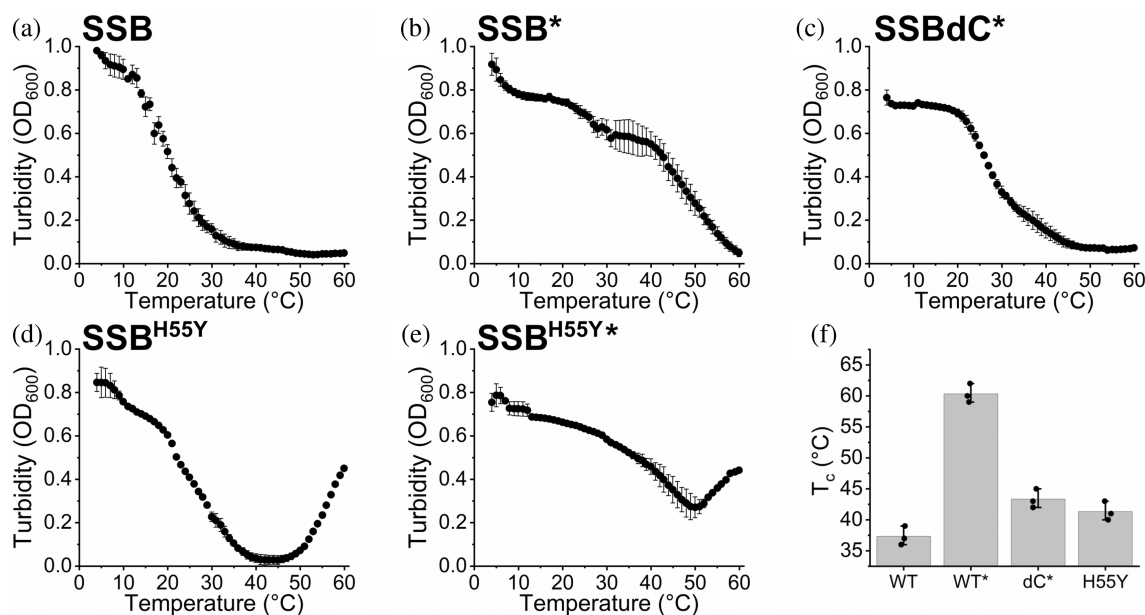 (a) SSB
Turbidity (OD600)
1.0
0.8
0.6
0.4
0.2
0.0
0 10 20 30 40 50 60
Temperature (°C)
(b) SSB*
Turbidity (OD600)
1.0
0.8
0.6
0.4
0.2
0.0
0 10 20 30 40 50 60
Temperature (°C)
(c) SSBdC*
Turbidity (OD600)
1.0
0.8
0.6
0.4
0.2
0.0
0 10 20 30 40 50 60
Temperature (°C)
(d) SSBH55Y
Turbidity (OD600)
1.0
0.8
0.6
0.4
0.2
0.0
0 10 20 30 40 50 60
Temperature (°C)
(e) SSBH55Y*
Turbidity (OD600)
1.0
0.8
0.6
0.4
0.2
0.0
0 10 20 30 40 50 60
Temperature (°C)
(f)
Tc (°C)
65
60
55
50
45
40
35
WT WT* dC* H55Y